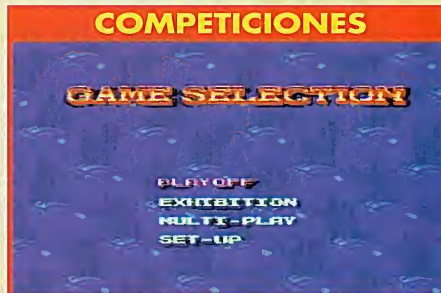 COMPETICIONES
GAME SELECTION
PLAYOFF
EXHIBITION
MULTI-PLAY
SET-UP